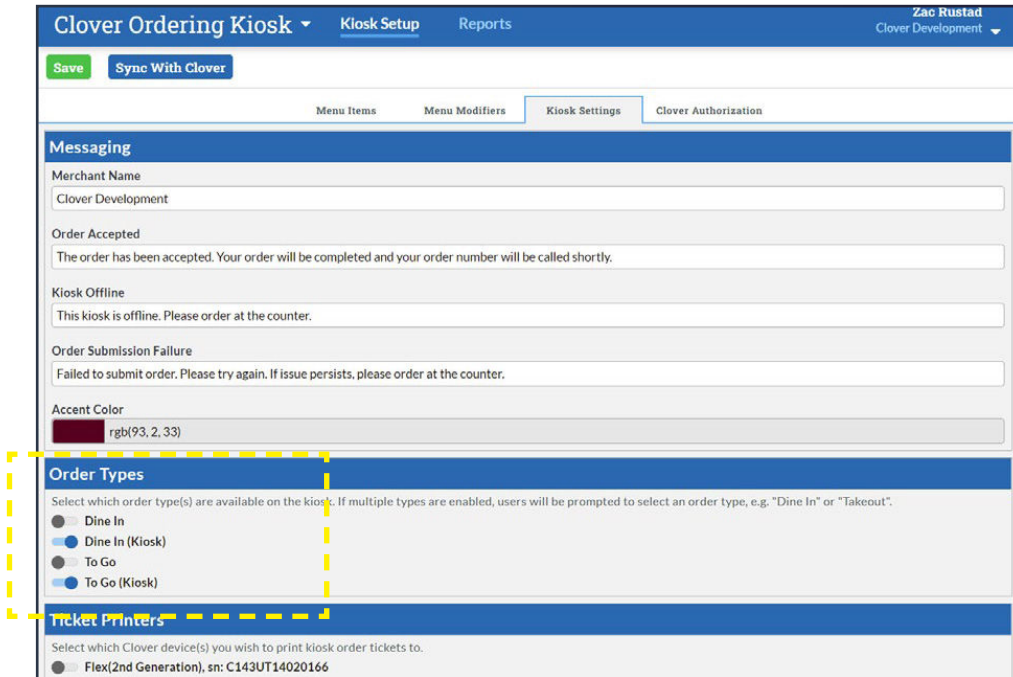 Clover Ordering Kiosk Kiosk Setup Reports Zac Rustad
Clover Development
Save Sync With Clover
Menu Items Menu Modifiers Kiosk Settings Clover Authorization
Messaging
Merchant Name
Clover Development
Order Accepted
The order has been accepted. Your order will be completed and your order number will be called shortly.
Kiosk Offline
This kiosk is offline. Please order at the counter.
Order Submission Failure
Failed to submit order. Please try again. If issue persists, please order at the counter.
Accent Color
rgb(93, 2, 33)
Order Types
Select which order type(s) are available on the kiosk. If multiple types are enabled, users will be prompted to select an order type, e.g. "Dine In" or "Takeout".
Dine In
Dine In (Kiosk)
To Go
To Go (Kiosk)
Ticket Printers
Select which Clover device(s) you wish to print kiosk order tickets to.
Flex(2nd Generation), sn: C143UT14020166